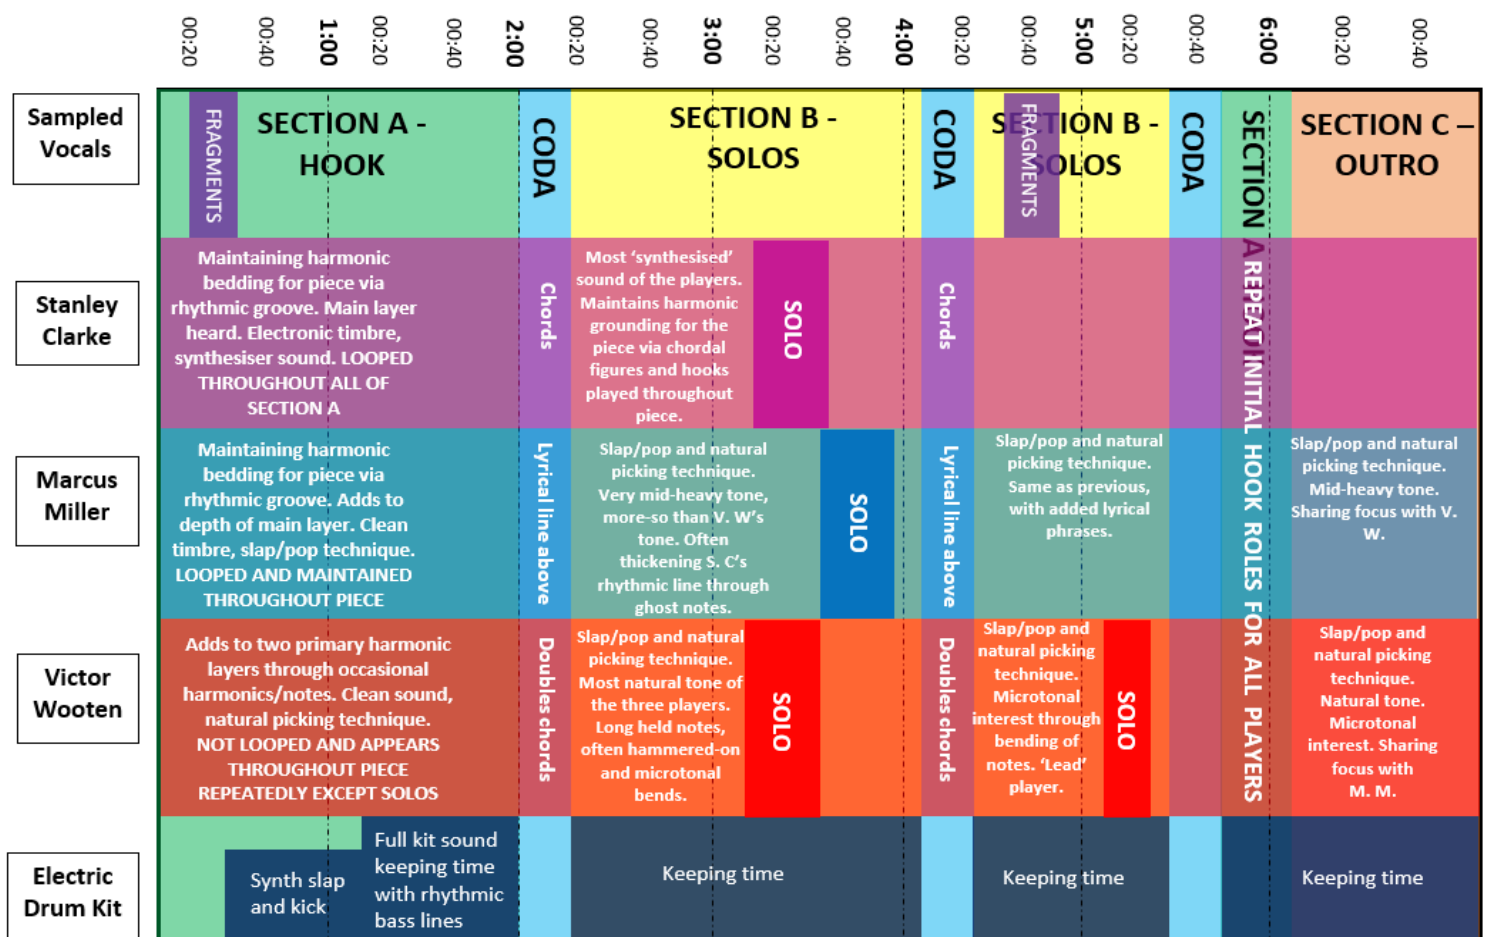 00:20
00:40
1:00
00:20
00:40
2:00
00:20
00:40
3:00
00:20
00:40
4:00
00:20
00:40
5:00
00:20
00:40
6:00
00:20
00:40
Sampled
Vocals
FRAGMENTS
SECTION A -
HOOK
CODA
SECTION B -
SOLOS
CODA
SECTION B -
SOLOS
FRAGMENTS
CODA
SECTION A
SECTION C –
OUTRO
Stanley
Clarke
Maintaining harmonic
bedding for piece via
rhythmic groove. Main layer
heard. Electronic timbre,
synthesiser sound. LOOPED
THROUGHOUT ALL OF
SECTION A
Chords
Most ‘synthesised’
sound of the players.
Maintains harmonic
grounding for the
piece via chordal
figures and hooks
played throughout
piece.
SOLO
Chords
REPEAT INITIAL HOOK ROLES FOR ALL PLAYERS
Marcus
Miller
Maintaining harmonic
bedding for piece via
rhythmic groove. Adds to
depth of main layer. Clean
timbre, slap/pop technique.
LOOPED AND MAINTAINED
THROUGHOUT PIECE
Lyrical line above
Slap/pop and natural
picking technique.
Very mid-heavy tone,
more-so than V. W’s
tone. Often
thickening S. C’s
rhythmic line through
ghost notes.
SOLO
Lyrical line above
Slap/pop and natural
picking technique.
Same as previous,
with added lyrical
phrases.
Slap/pop and natural
picking technique.
Mid-heavy tone.
Sharing focus with V.
W.
Victor
Wooten
Adds to two primary harmonic
layers through occasional
harmonics/notes. Clean sound,
natural picking technique.
NOT LOOPED AND APPEARS
THROUGHOUT PIECE
REPEATEDLY EXCEPT SOLOS
Doubles chords
Slap/pop and natural
picking technique.
Most natural tone of
the three players.
Long held notes,
often hammered-on
and microtonal
bends.
SOLO
Doubles chords
Slap/pop and
natural picking
technique.
Microtonal
interest through
bending of
notes. ‘Lead’
player.
SOLO
Slap/pop and
natural picking
technique.
Natural tone.
Microtonal
interest. Sharing
focus with
M. M.
Electric
Drum Kit
Synth slap
and kick
Full kit sound
keeping time
with rhythmic
bass lines
Keeping time
Keeping time
Keeping time